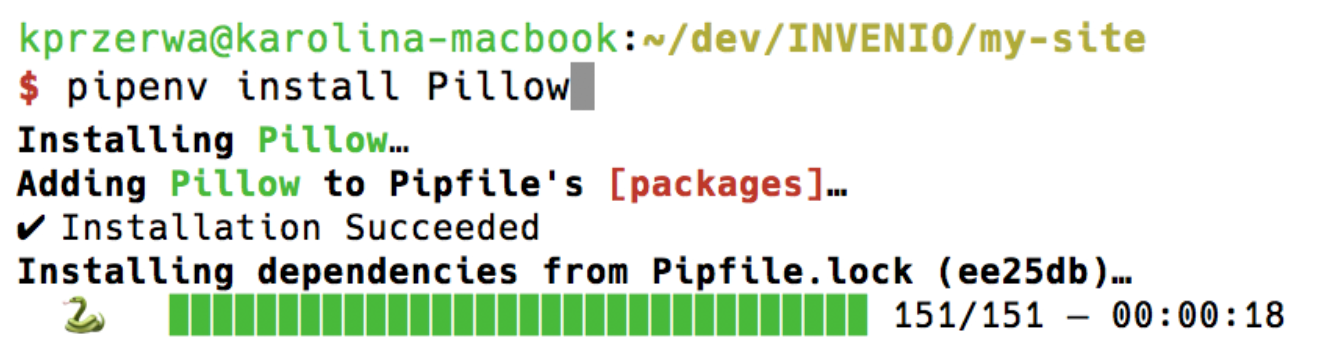 kprzerwa@karolina-macbook:~/dev/INVENIO/my-site
$ pipenv install Pillow
Installing Pillow…
Adding Pillow to Pipfile's [packages]…
✔ Installation Succeeded
Installing dependencies from Pipfile.lock (ee25db)…
151/151 — 00:00:18